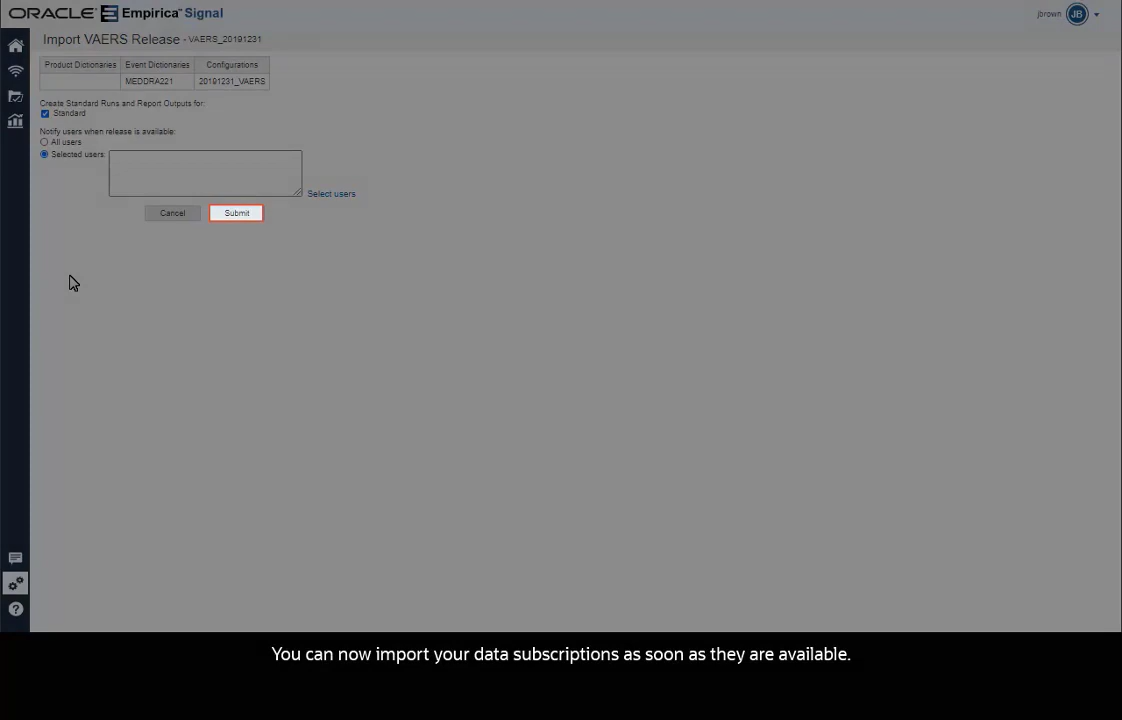 ORACLE Empirica™ Signal
jbrown JB
Import VAERS Release - VAERS_20191231
Product Dictionaries Event Dictionaries Configurations
MEDDRA221 20191231_VAERS
Create Standard Runs and Report Outputs for:
Standard
Notify users when release is available:
All users
Selected users:
Select users
Cancel Submit
You can now import your data subscriptions as soon as they are available.